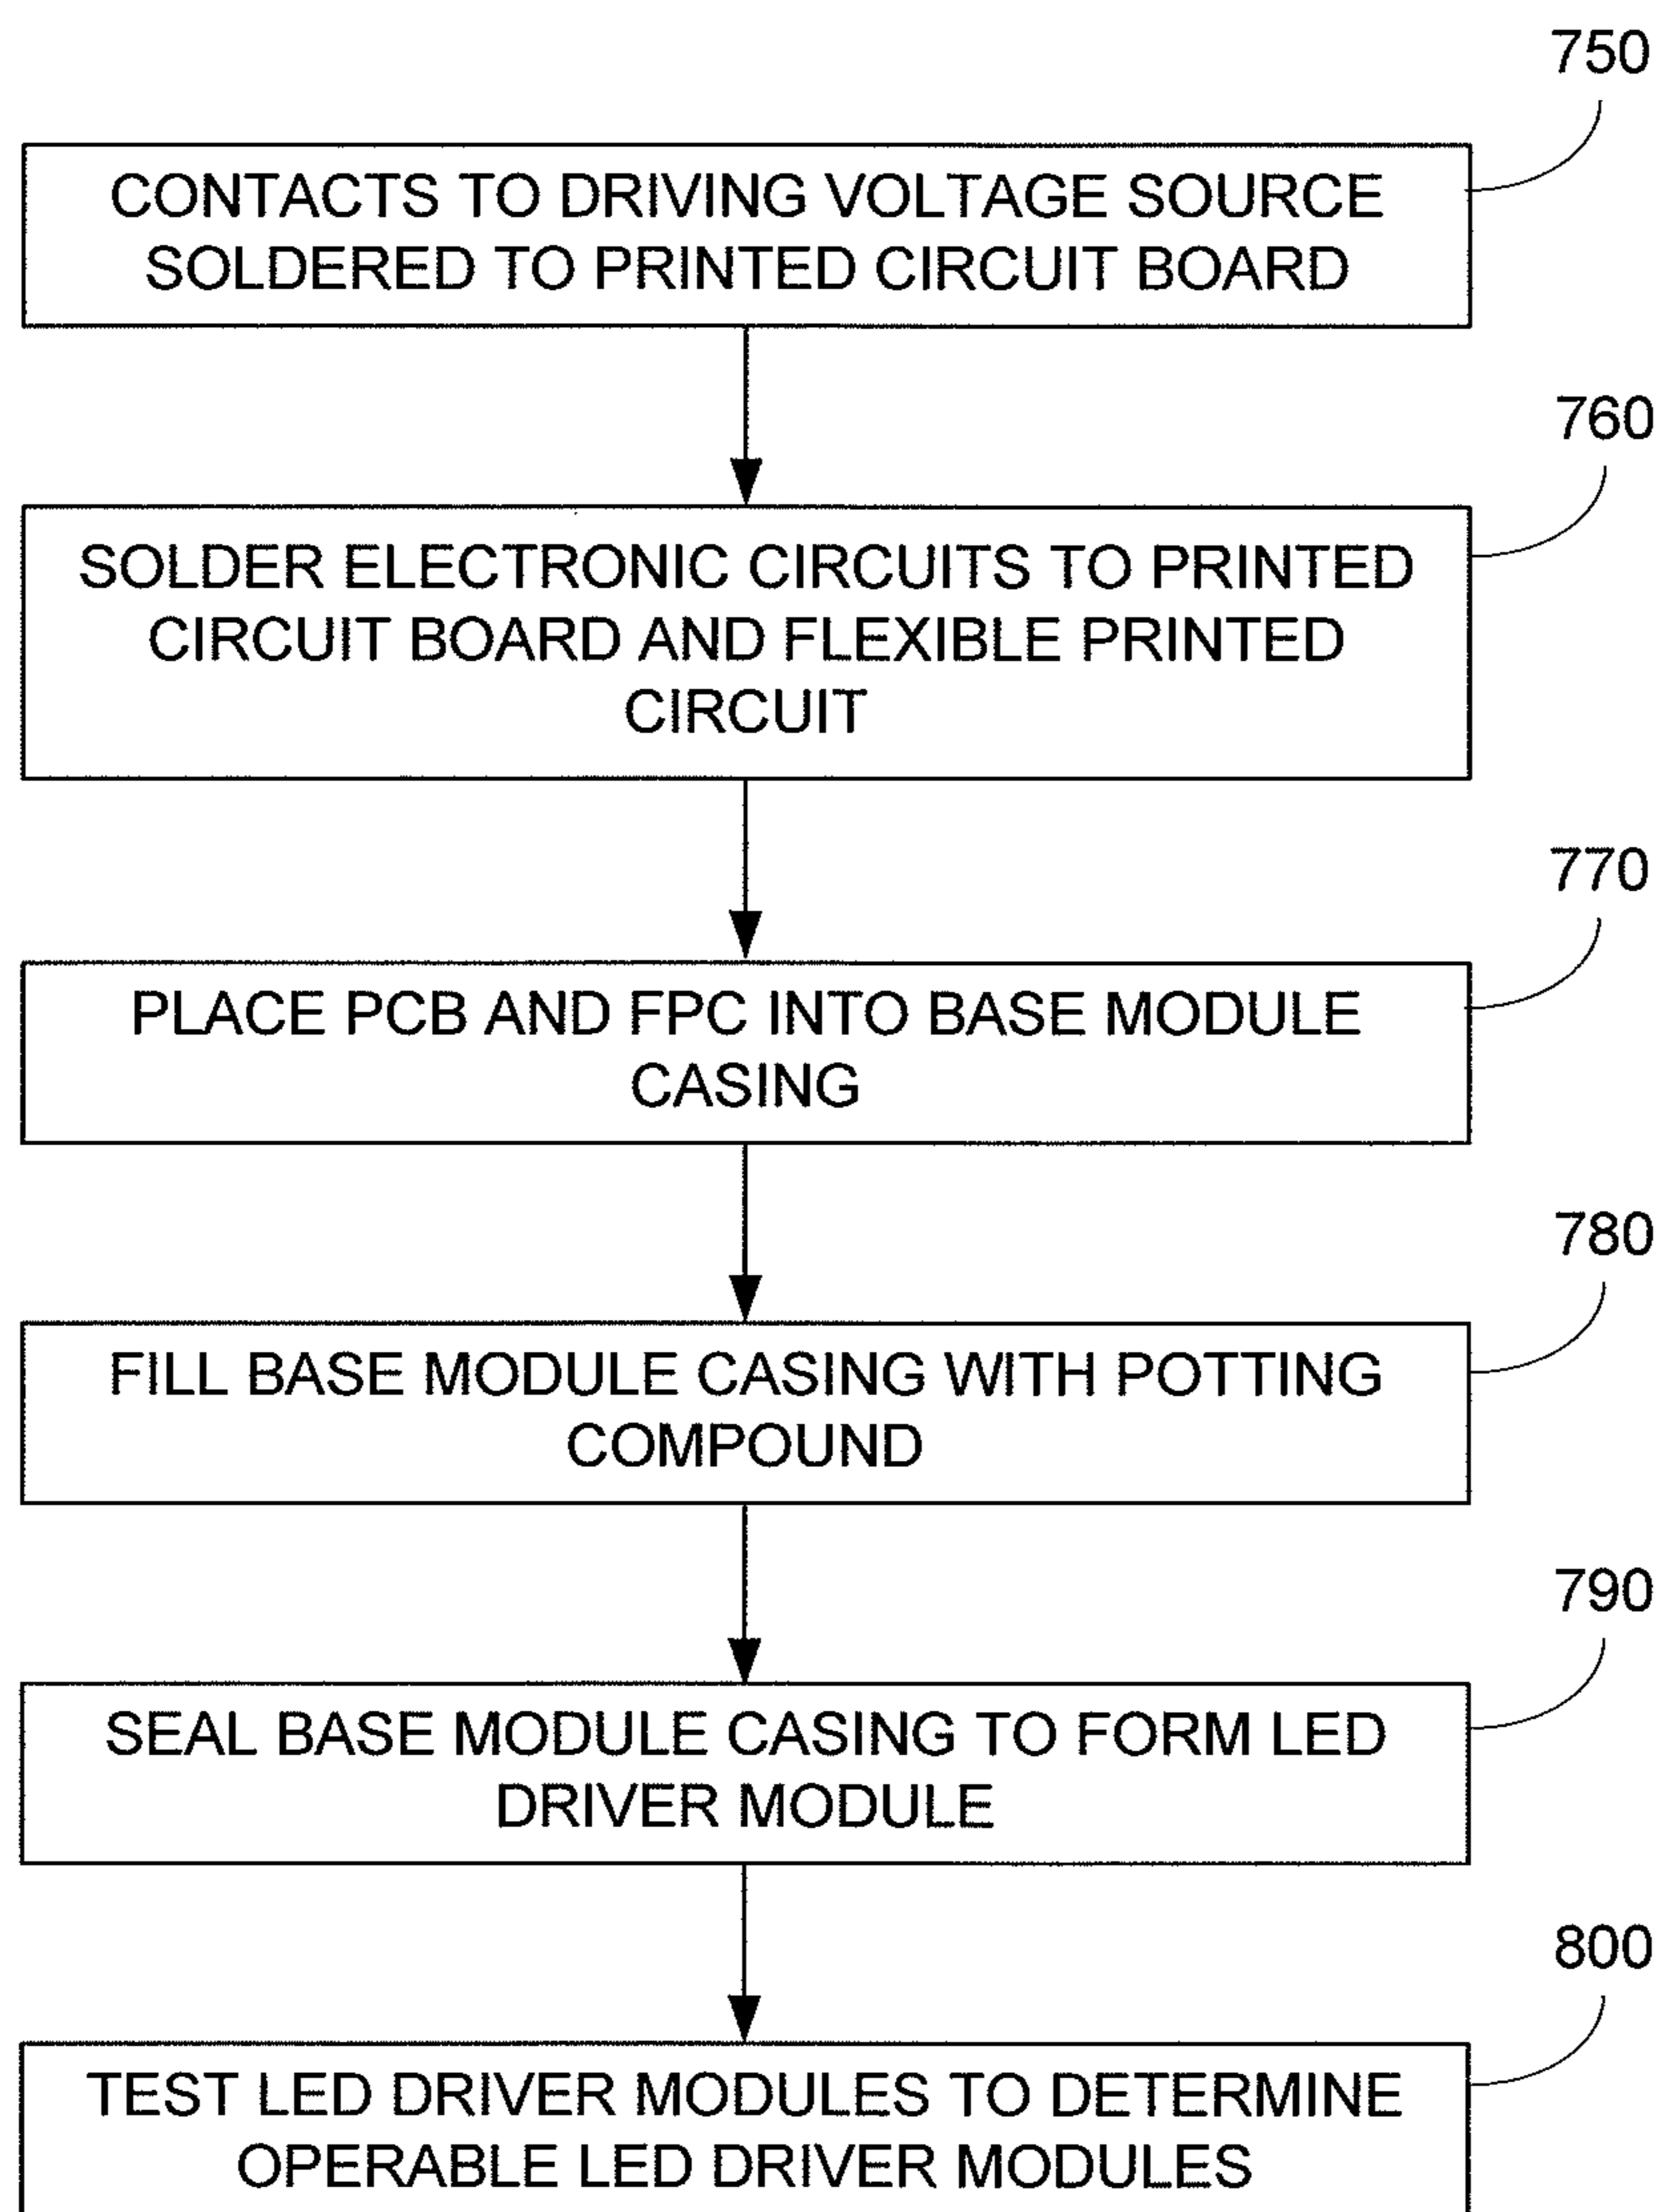 750
CONTACTS TO DRIVING VOLTAGE SOURCE
SOLDERED TO PRINTED CIRCUIT BOARD
760
SOLDER ELECTRONIC CIRCUITS TO PRINTED
CIRCUIT BOARD AND FLEXIBLE PRINTED
CIRCUIT
770
PLACE PCB AND FPC INTO BASE MODULE
CASING
780
FILL BASE MODULE CASING WITH POTTING
COMPOUND
790
SEAL BASE MODULE CASING TO FORM LED
DRIVER MODULE
800
TEST LED DRIVER MODULES TO DETERMINE
OPERABLE LED DRIVER MODULES